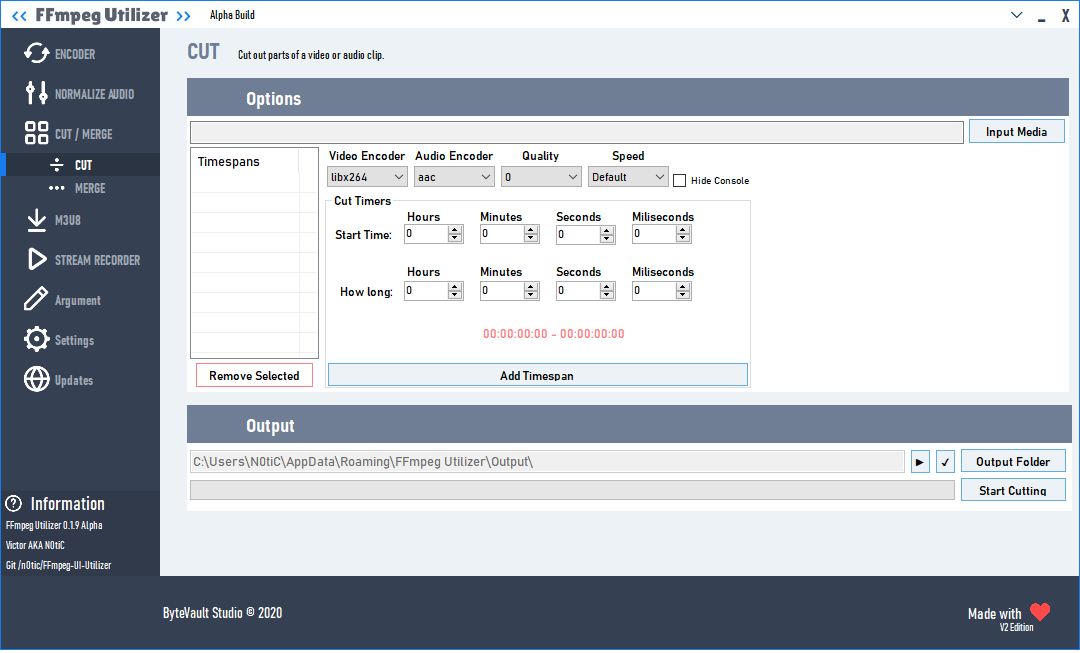 << FFmpeg Utilizer >> Alpha Build
X
ENCODER
NORMALIZE AUDIO
CUT / MERGE
CUT
MERGE
M3U8
STREAM RECORDER
Argument
Settings
Updates
Information
FFmpeg Utilizer 0.1.9 Alpha
Victor AKA N0tiC
Git /n0tic/FFmpeg-UI-Utilizer
CUT Cut out parts of a video or audio clip.
Options
Input Media
Timespans
Video Encoder Audio Encoder Quality Speed
libx264 aac 0 Default Hide Console
Cut Timers
Hours Minutes Seconds Miliseconds
Start Time: 0 0 0 0
Hours Minutes Seconds Miliseconds
How long: 0 0 0 0
00:00:00:00 - 00:00:00:00
Remove Selected Add Timespan
Output
C:\Users\N0tiC\AppData\Roaming\FFmpeg Utilizer\Output\ Output Folder
Start Cutting
ByteVault Studio © 2020
Made with
V2 Edition